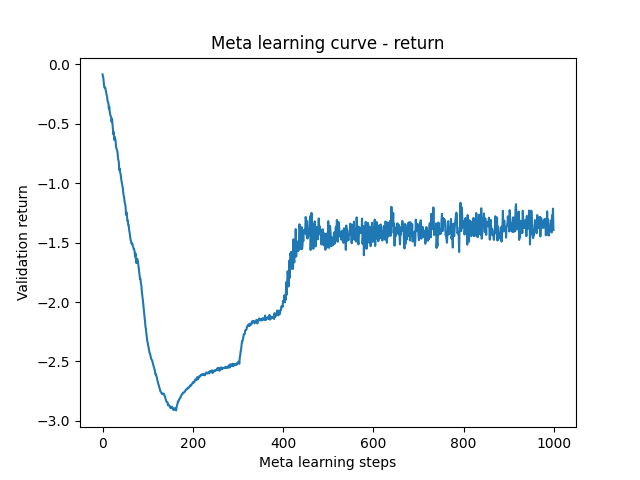 Meta learning curve - return
0.0
−0.5
−1.0
−1.5
−2.0
−2.5
−3.0
Validation return
0 200 400 600 800 1000
Meta learning steps